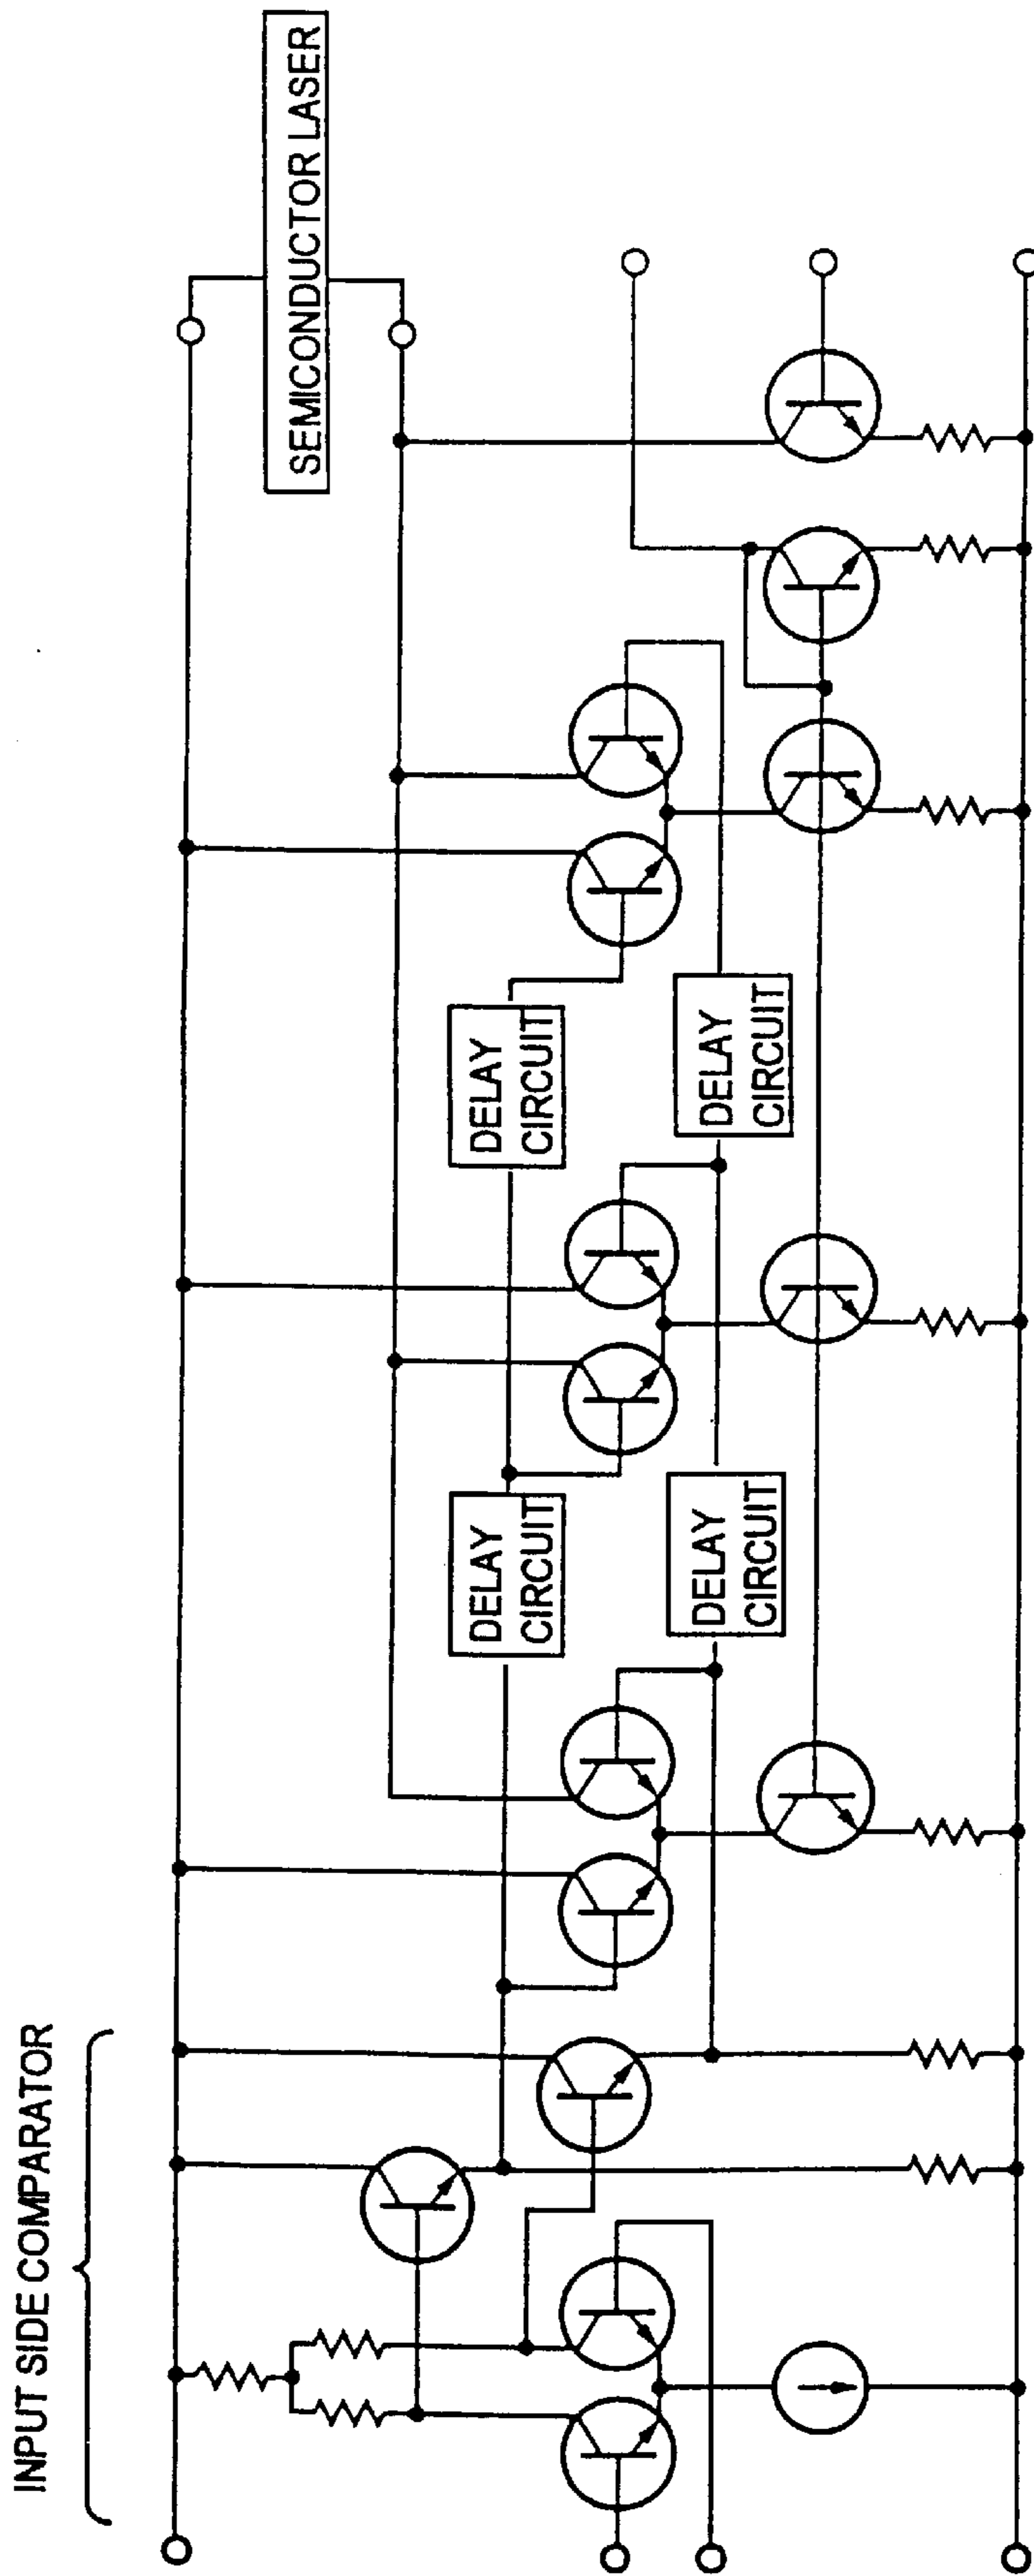 INPUT SIDE COMPARATOR
SEMICONDUCTOR LASER
DELAY
CIRCUIT
DELAY
CIRCUIT
DELAY
CIRCUIT
DELAY
CIRCUIT